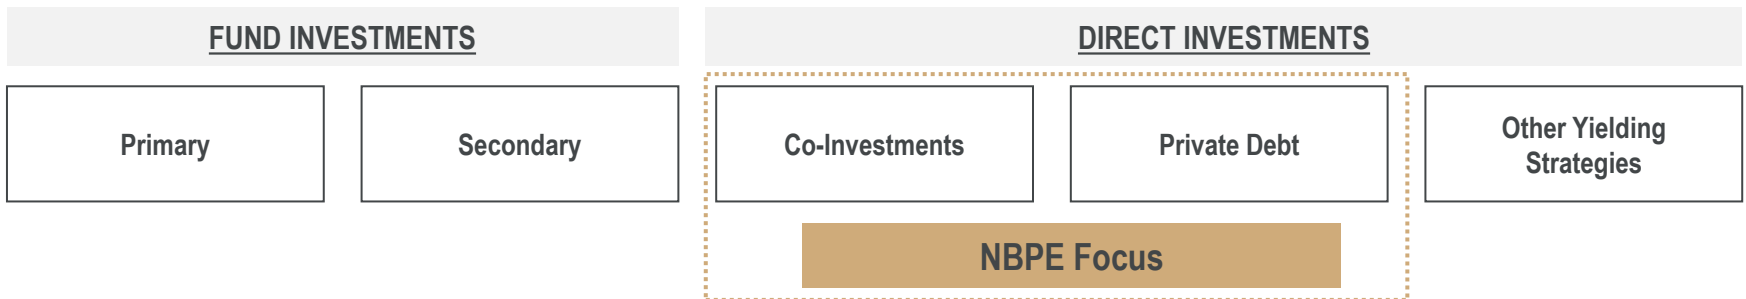 FUND INVESTMENTS
DIRECT INVESTMENTS
Primary
Secondary
Co-Investments
Private Debt
Other Yielding
Strategies
NBPE Focus